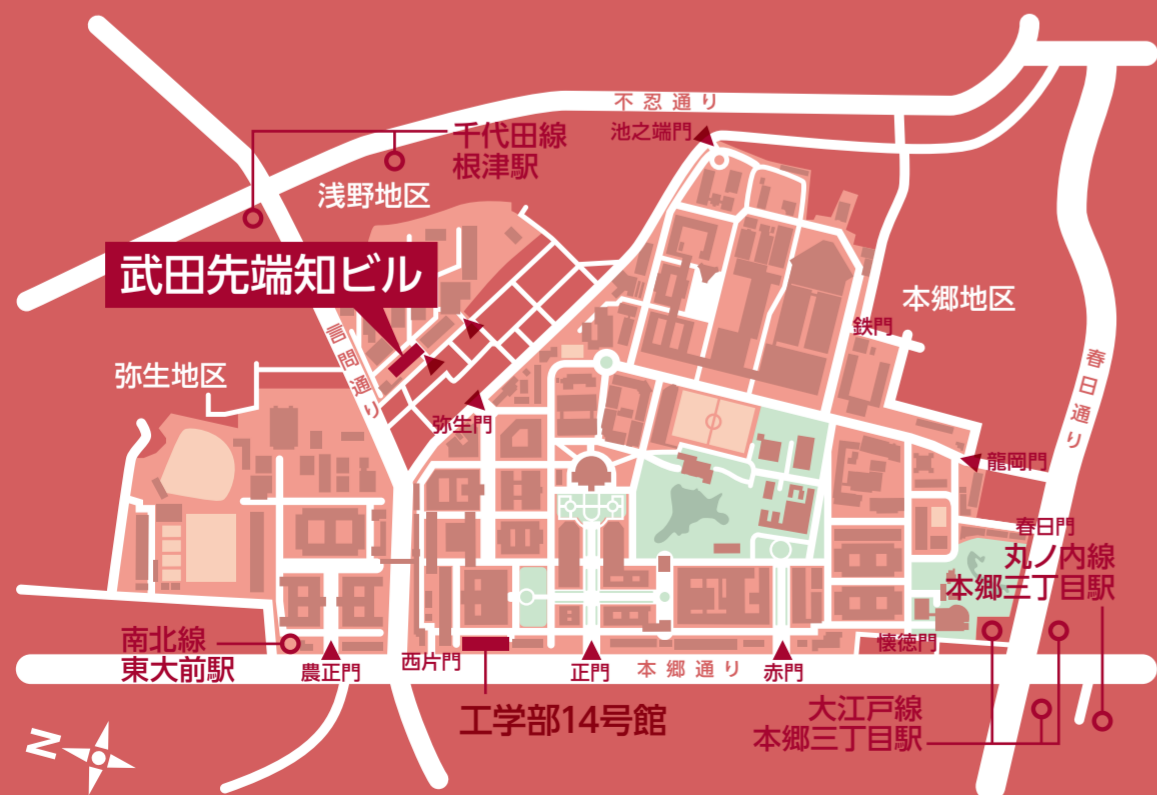 不忍通り
千代田線
根津駅
池之端門
浅野地区
武田先端知ビル
本郷地区
鉄門
言問通り
春日通り
弥生地区
弥生門
龍岡門
春日門
丸ノ内線
本郷三丁目駅
南北線
東大前駅
農正門
西片門
正門
本郷通り
赤門
懐徳門
工学部14号館
大江戸線
本郷三丁目駅
N